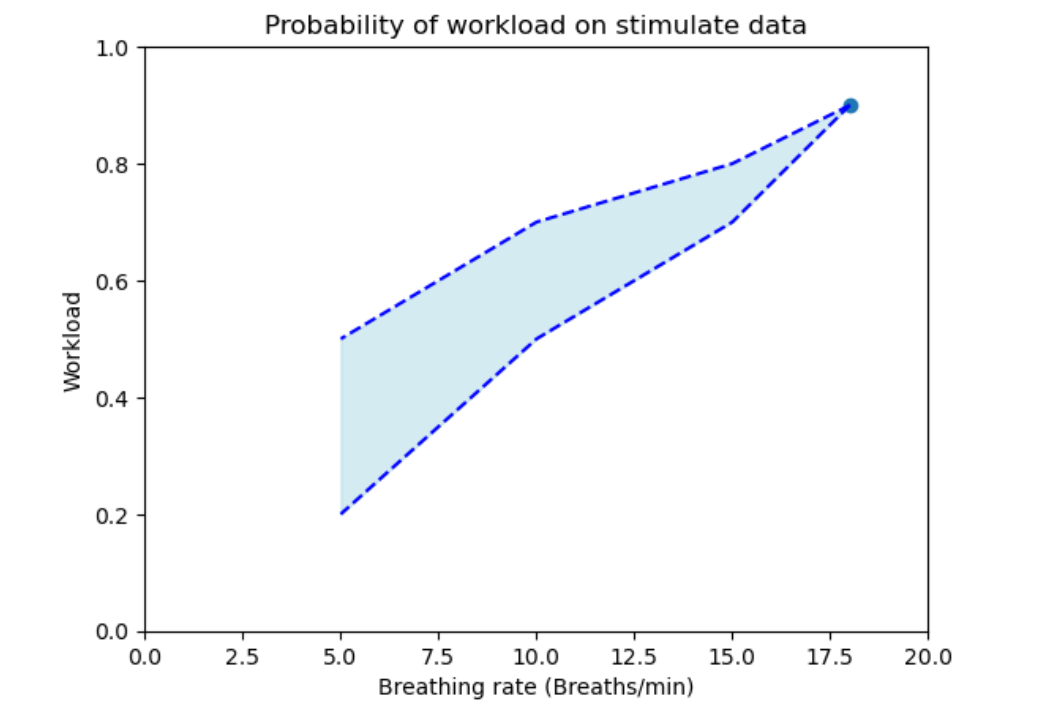 Probability of workload on stimulate data
1.0
0.8
0.6
0.4
0.2
0.0
Workload
0.0 2.5 5.0 7.5 10.0 12.5 15.0 17.5 20.0
Breathing rate (Breaths/min)